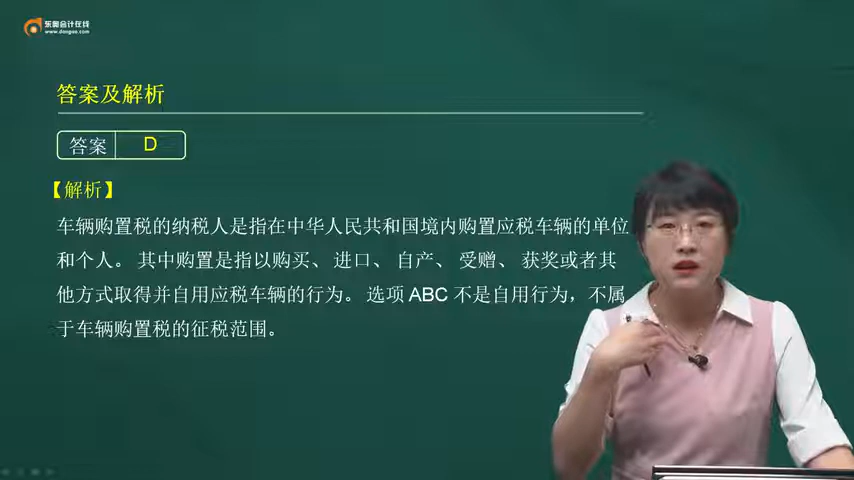 东奥会计在线
www.dongao.com
答案及解析
答案 D
【解析】
车辆购置税的纳税人是指在中华人民共和国境内购置应税车辆的单位
和个人。其中购置是指以购买、进口、自产、受赠、获奖或者其
他方式取得并自用应税车辆的行为。选项 ABC 不是自用行为，不属
于车辆购置税的征税范围。